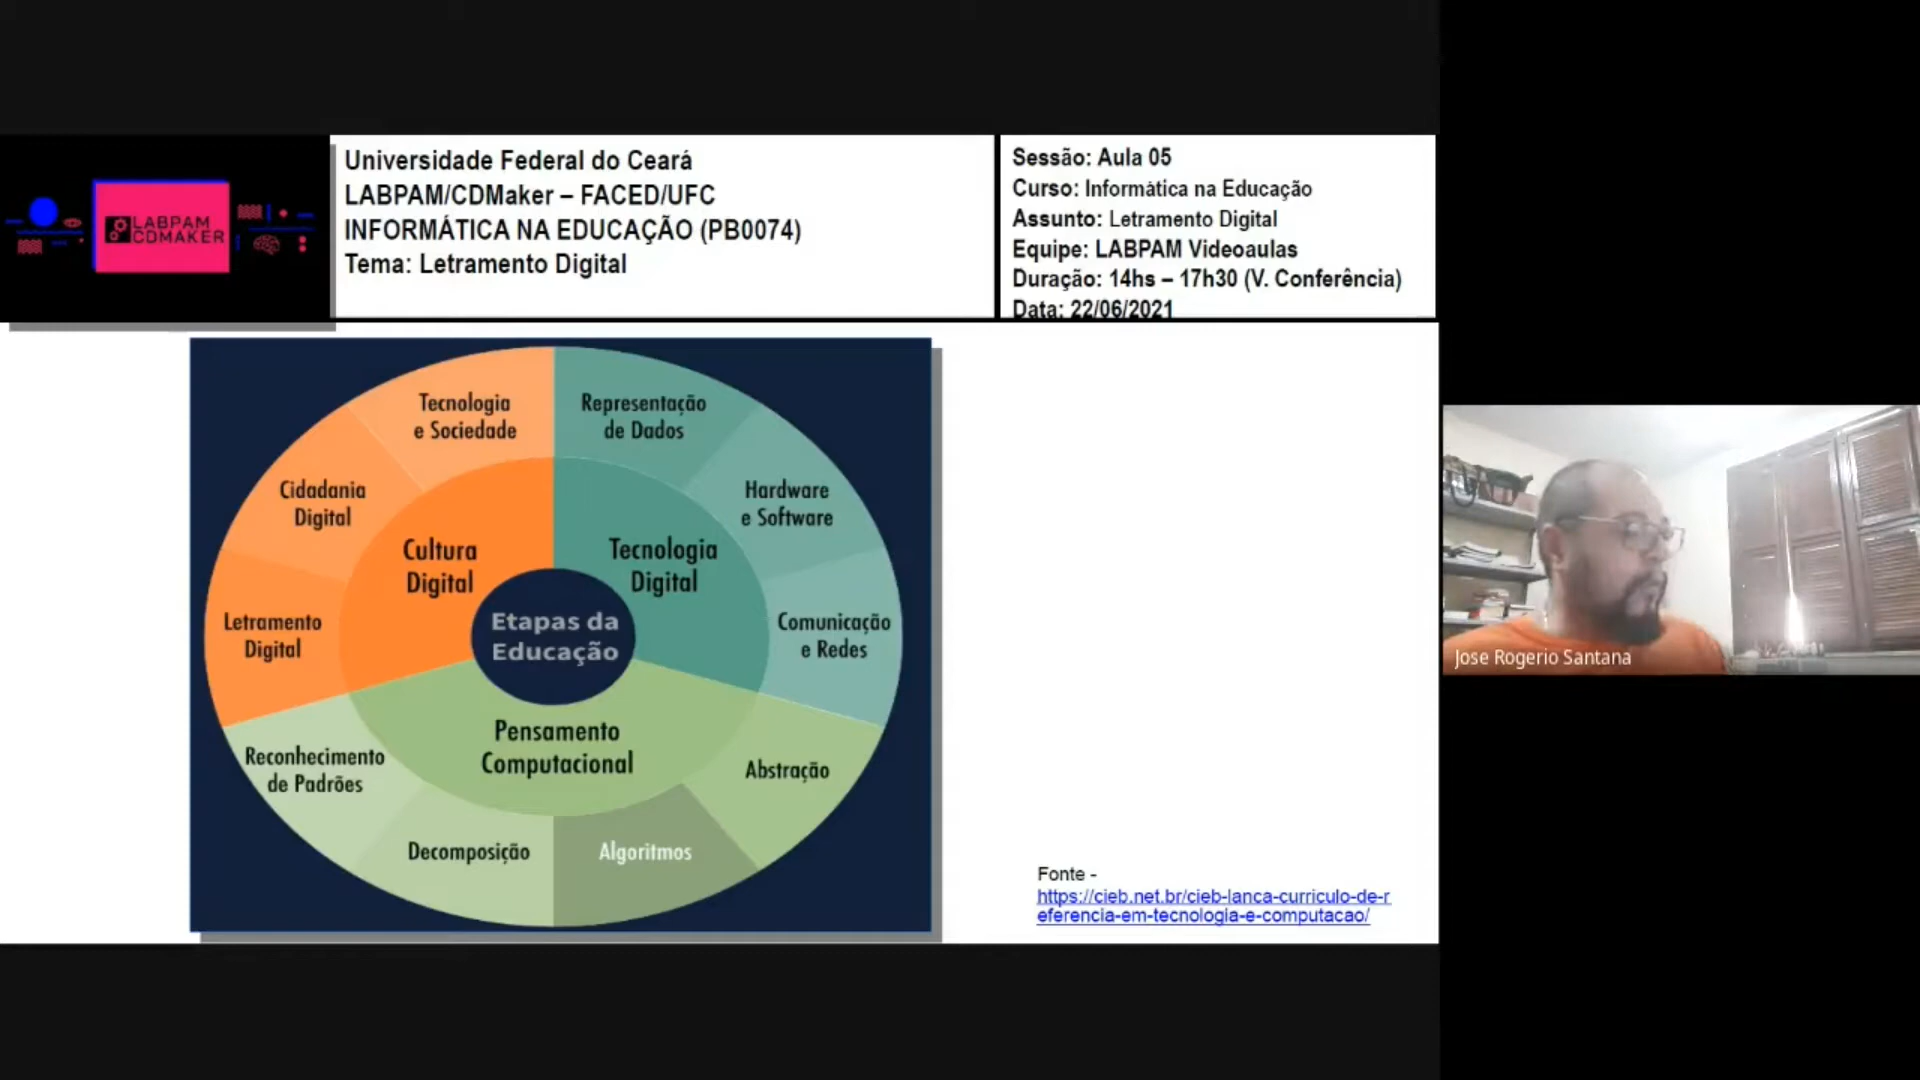 LABPAM
CDMAKER
Universidade Federal do Ceará
LABPAM/CDMaker – FACED/UFC
INFORMÁTICA NA EDUCAÇÃO (PB0074)
Tema: Letramento Digital
Sessão: Aula 05
Curso: Informàtica na Educação
Assunto: Letramento Digital
Equipe: LABPAM Videoaulas
Duração: 14hs – 17h30 (V. Conferência)
Data: 22/06/2021
Tecnologia
e Sociedade
Representação
de Dados
Cidadania
Digital
Hardware
e Software
Cultura
Digital
Tecnologia
Digital
Letramento
Digital
Etapas da
Educação
Comunicação
e Redes
Reconhecimento
de Padrões
Pensamento
Computacional
Abstração
Decomposição
Algoritmos
Fonte -
https://cieb.net.br/cieb-lanca-curriculo-de-r
eferencia-em-tecnologia-e-computacao/
Jose Rogerio Santana